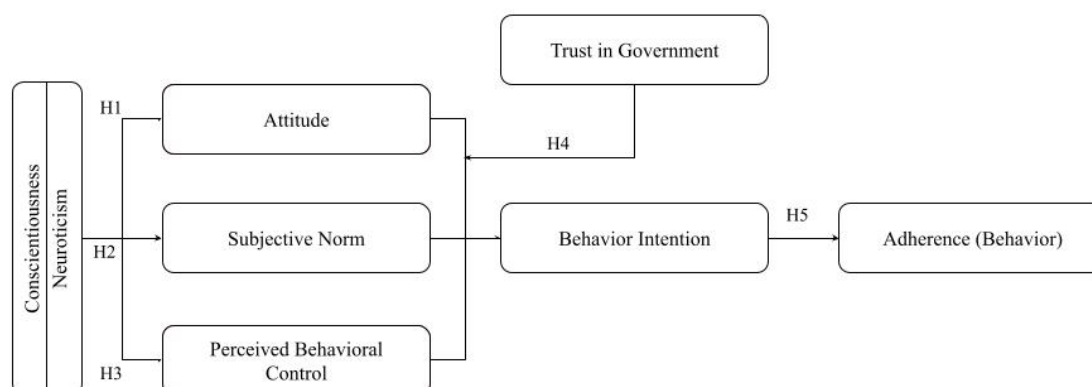 Trust in Government
H1
Attitude
H4
Conscientiousness
Neuroticism
H2
Subjective Norm
Behavior Intention
H5
Adherence (Behavior)
H3
Perceived Behavioral
Control